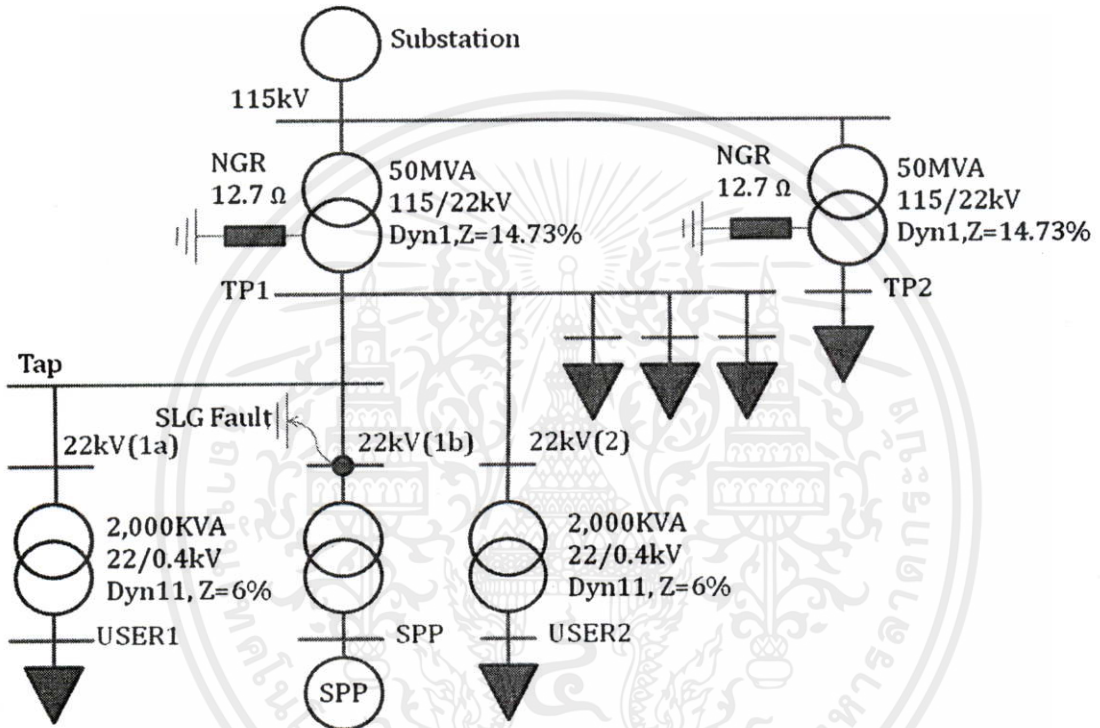 Substation
115kV
NGR
12.7 Ω
50MVA
115/22kV
Dyn1,Z=14.73%
NGR
12.7 Ω
50MVA
115/22kV
Dyn1,Z=14.73%
TP1
TP2
Tap
SLG Fault
22kV(1a)
22kV(1b)
22kV(2)
2,000KVA
22/0.4kV
Dyn11, Z=6%
2,000KVA
22/0.4kV
Dyn11, Z=6%
USER1
SPP
USER2
SPP